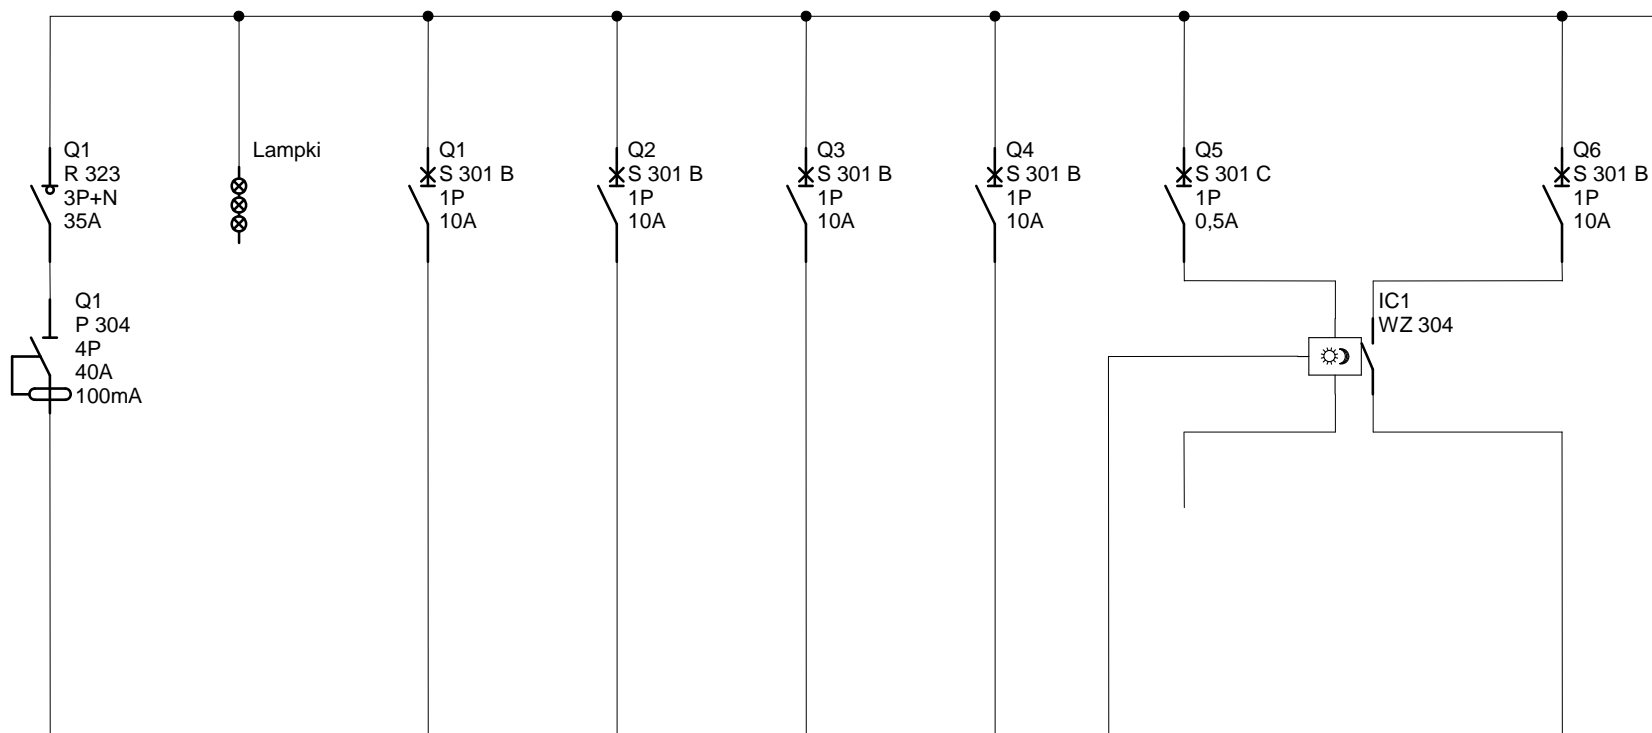 Q1
R 323
3P+N
35A
Lampki
Q1
S 301 B
1P
10A
Q2
S 301 B
1P
10A
Q3
S 301 B
1P
10A
Q4
S 301 B
1P
10A
Q5
S 301 C
1P
0,5A
Q6
S 301 B
1P
10A
Q1
P 304
4P
40A
100mA
IC1
WZ 304